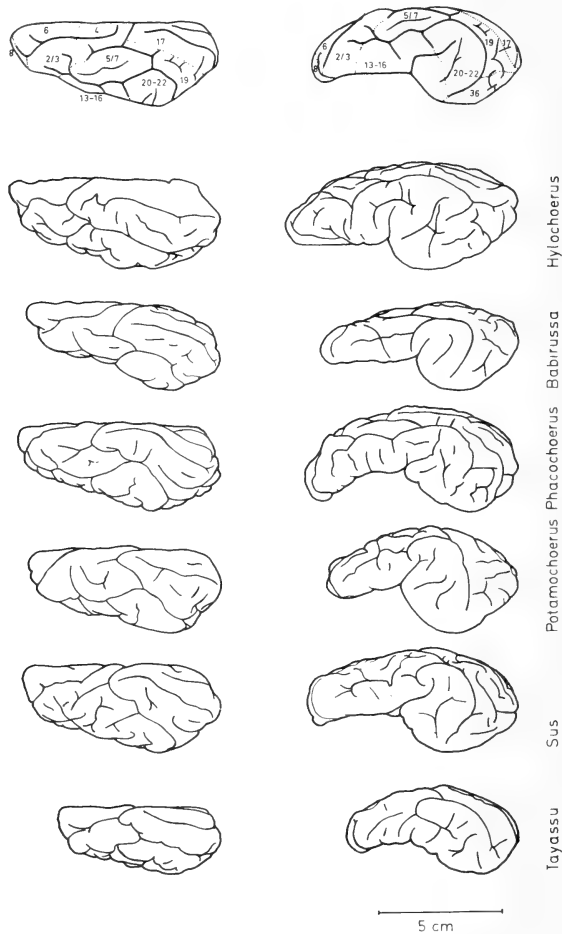 6
4
17
8
2/3
5/7
19
20-22
13-16
5/7
6
19
17
2/3
8
13-16
20-22
36
Hylochoerus
Babirussa
Phacochoerus
Potamochoerus
Sus
Tayassu
5 cm